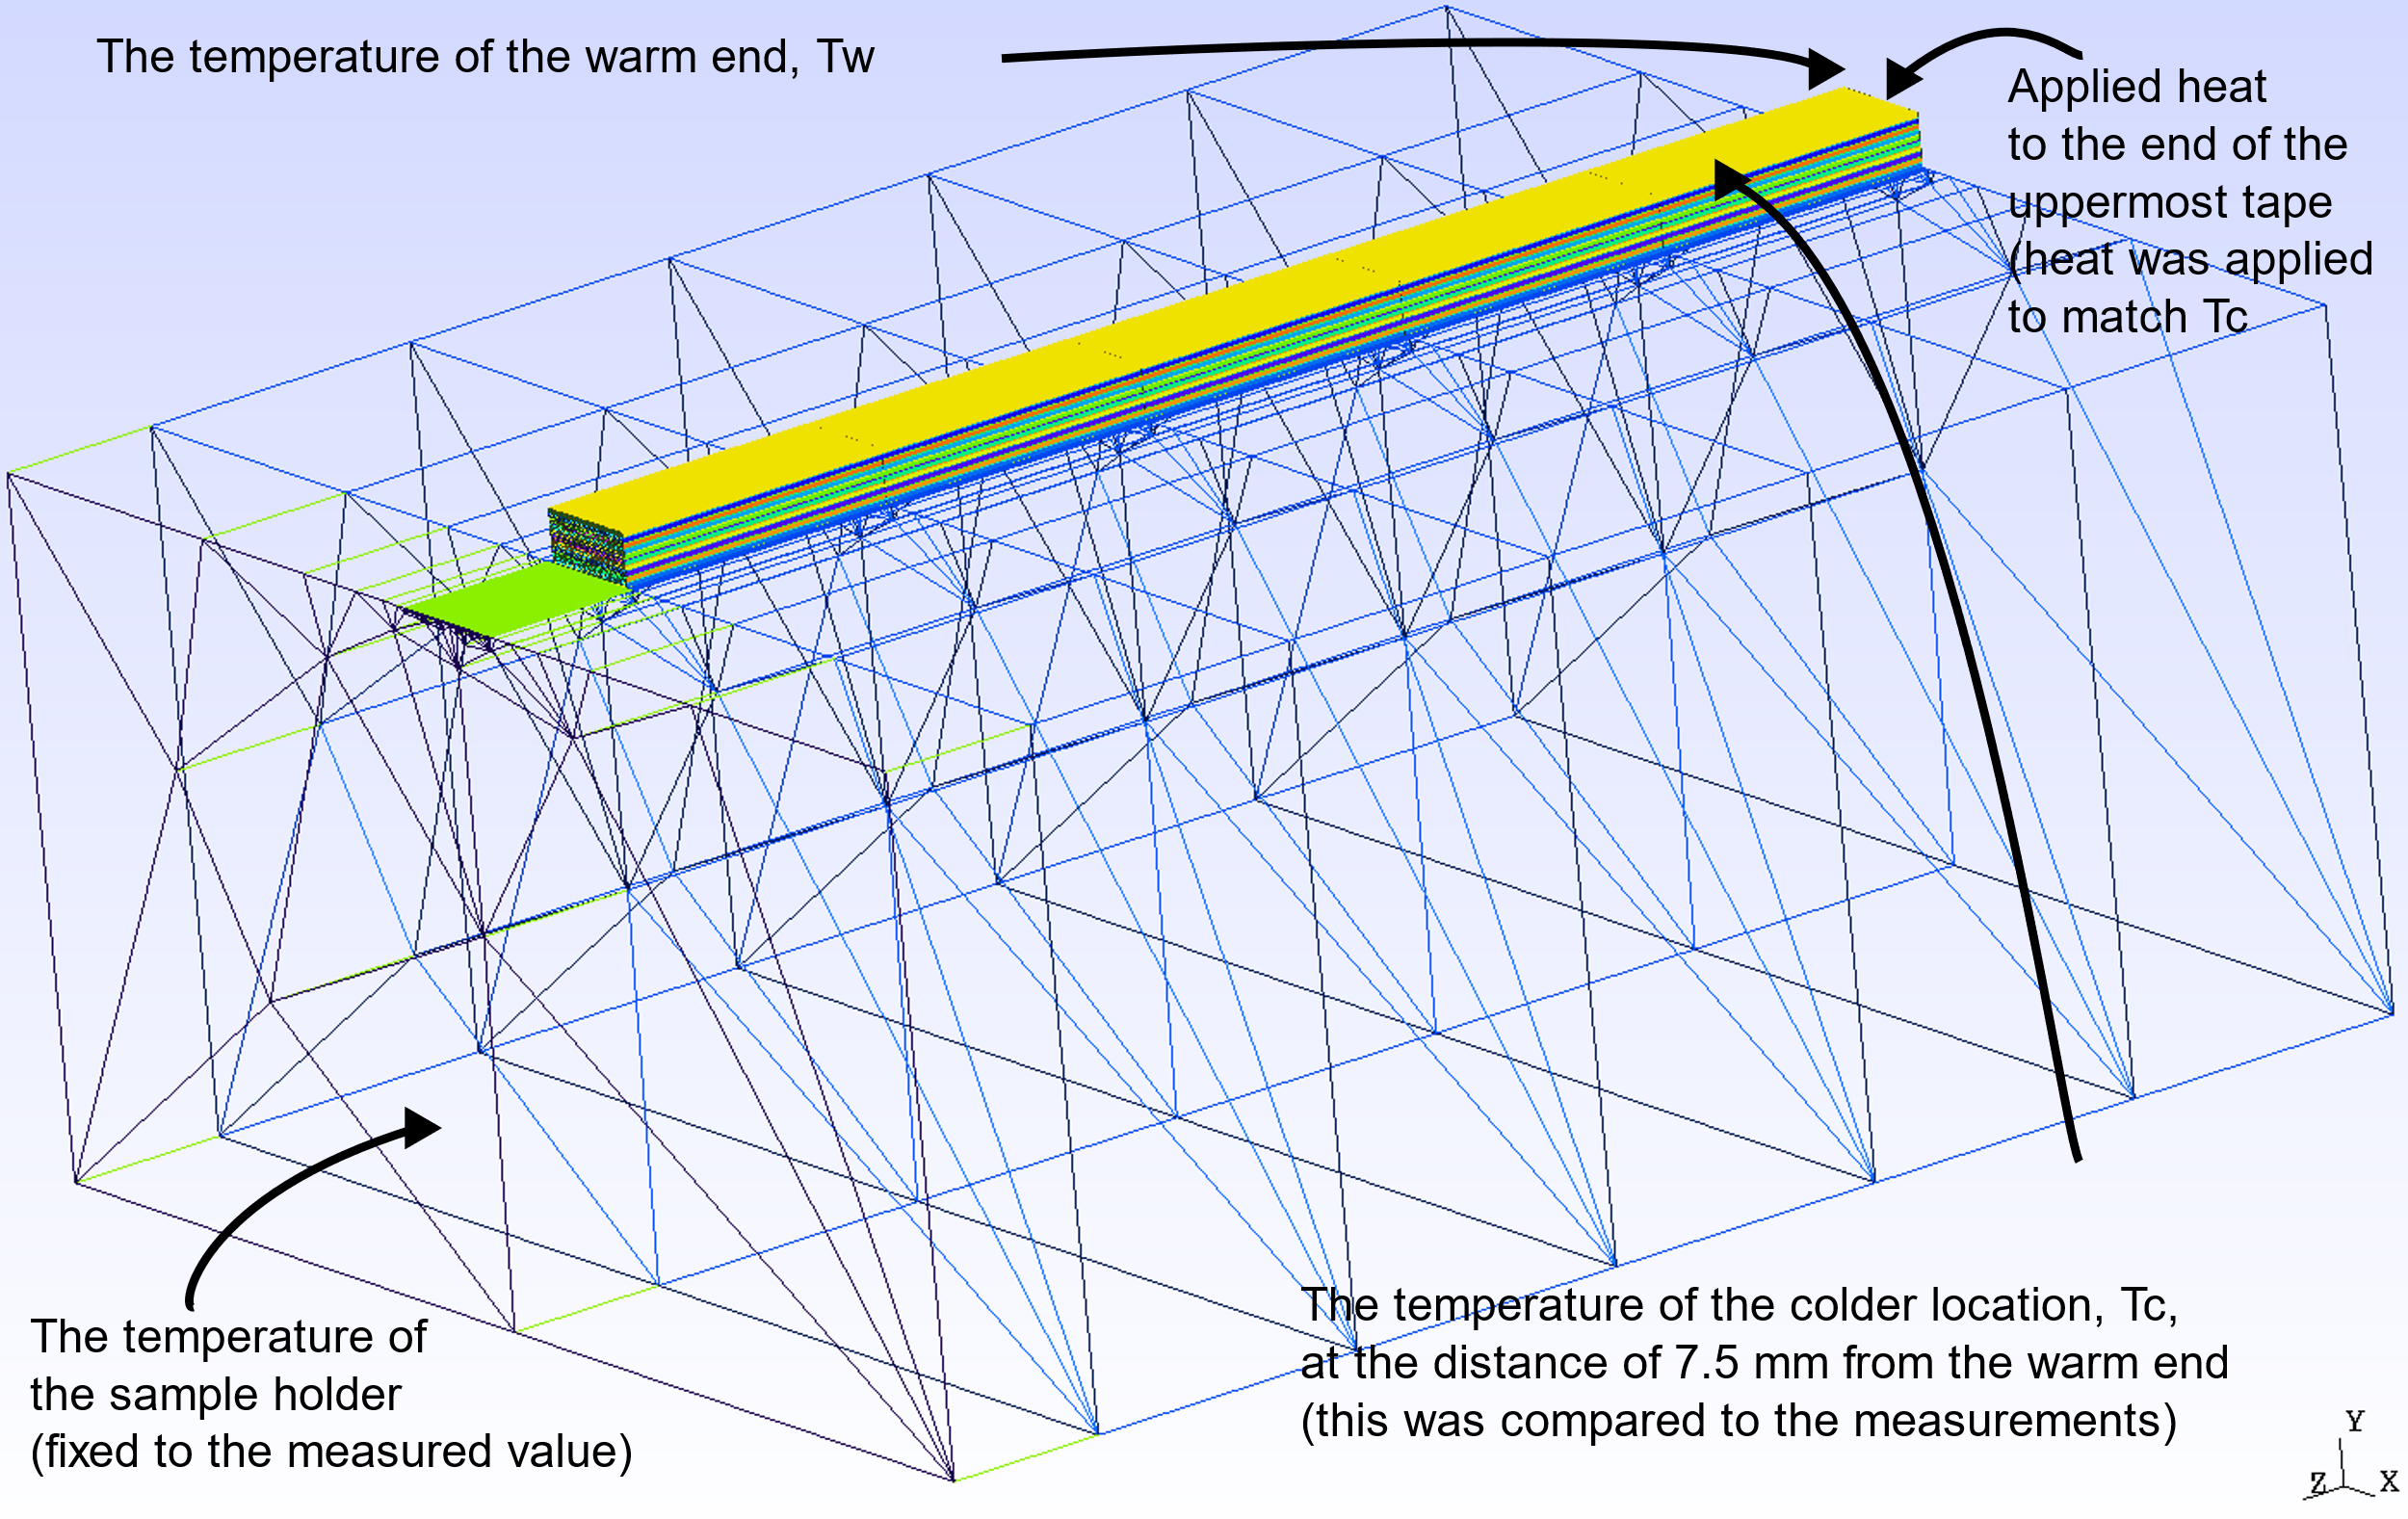 The temperature of the warm end, Tw
Applied heat
to the end of the
uppermost tape
(heat was applied
to match Tc
The temperature of
the sample holder
(fixed to the measured value)
The temperature of the colder location, Tc,
at the distance of 7.5 mm from the warm end
(this was compared to the measurements)
Y
Z
X